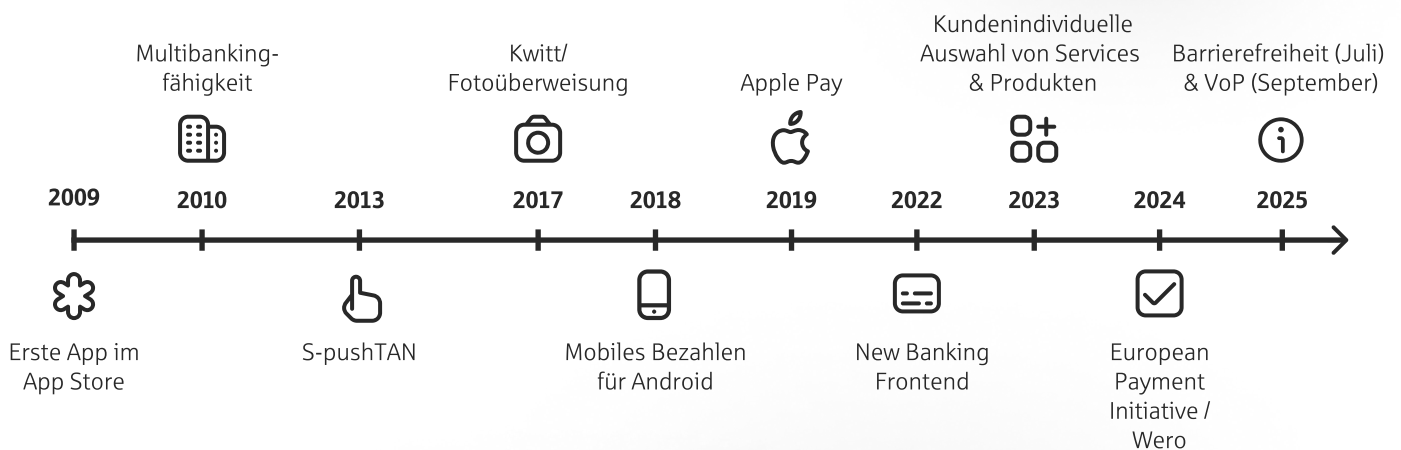 Kundenindividuelle
Auswahl von Services
& Produkten
Multibanking-
fähigkeit
Kwitt/
Fotoüberweisung
Apple Pay
Barrierefreiheit (Juli)
& VoP (September)
2009 2010 2013 2017 2018 2019 2022 2023 2024 2025
Erste App im
App Store
S-pushTAN
Mobiles Bezahlen
für Android
New Banking
Frontend
European
Payment
Initiative /
Wero